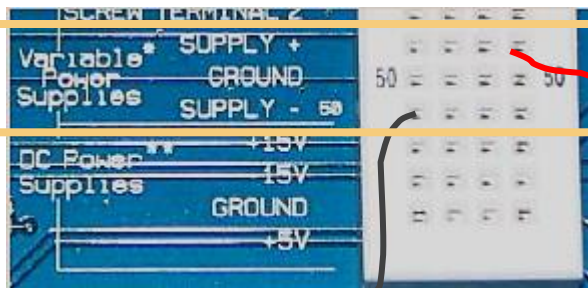 SCREW TERMINAL 2
Variable* SUPPLY +
Power GROUND
Supplies SUPPLY - 50
50 50
+15V
DC Power**
Supplies -15V
GROUND
+5V